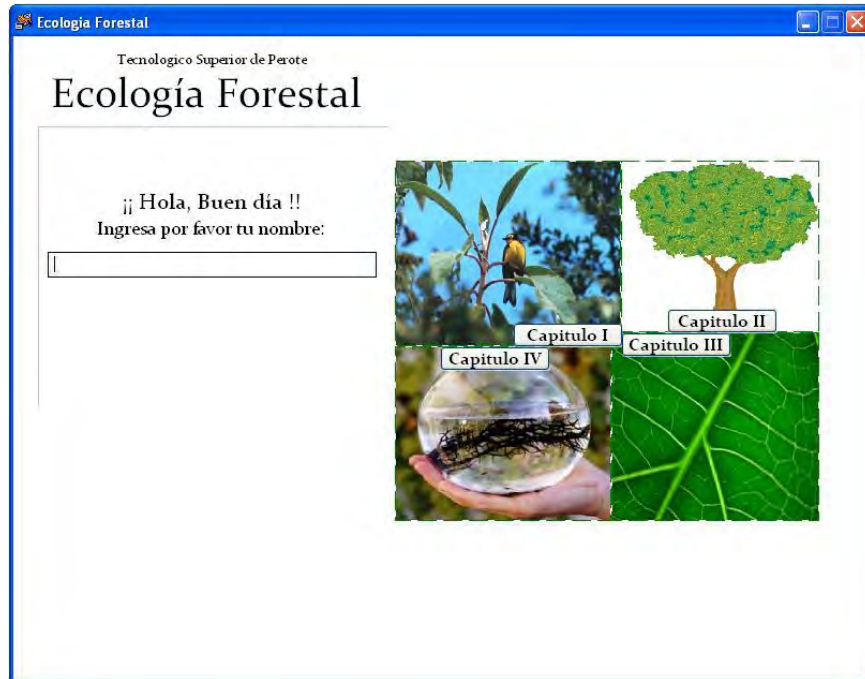 Ecologia Forestal
Tecnologico Superior de Perote
Ecología Forestal
¡¡ Hola, Buen día !!
Ingresa por favor tu nombre:
Capitulo I
Capitulo II
Capitulo III
Capitulo IV